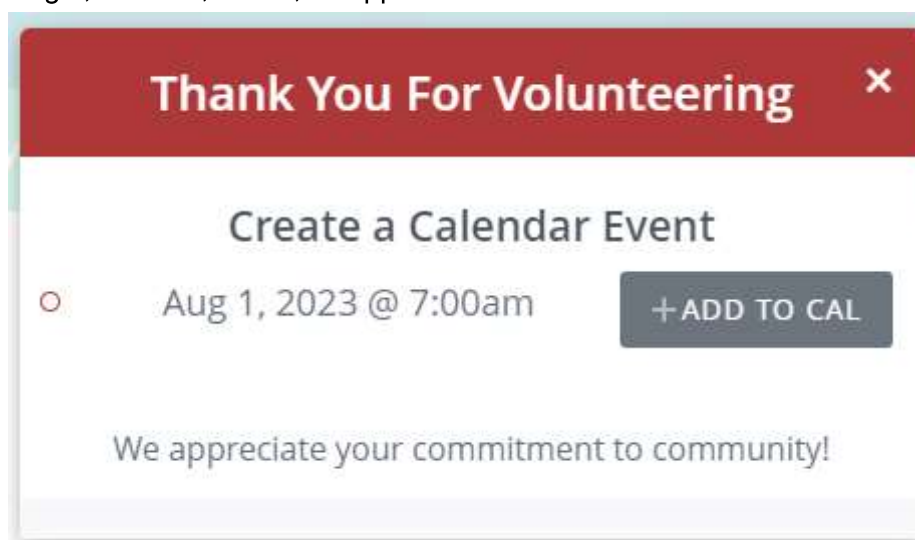 Thank You For Volunteering ×
Create a Calendar Event
Aug 1, 2023 @ 7:00am +ADD TO CAL
We appreciate your commitment to community!